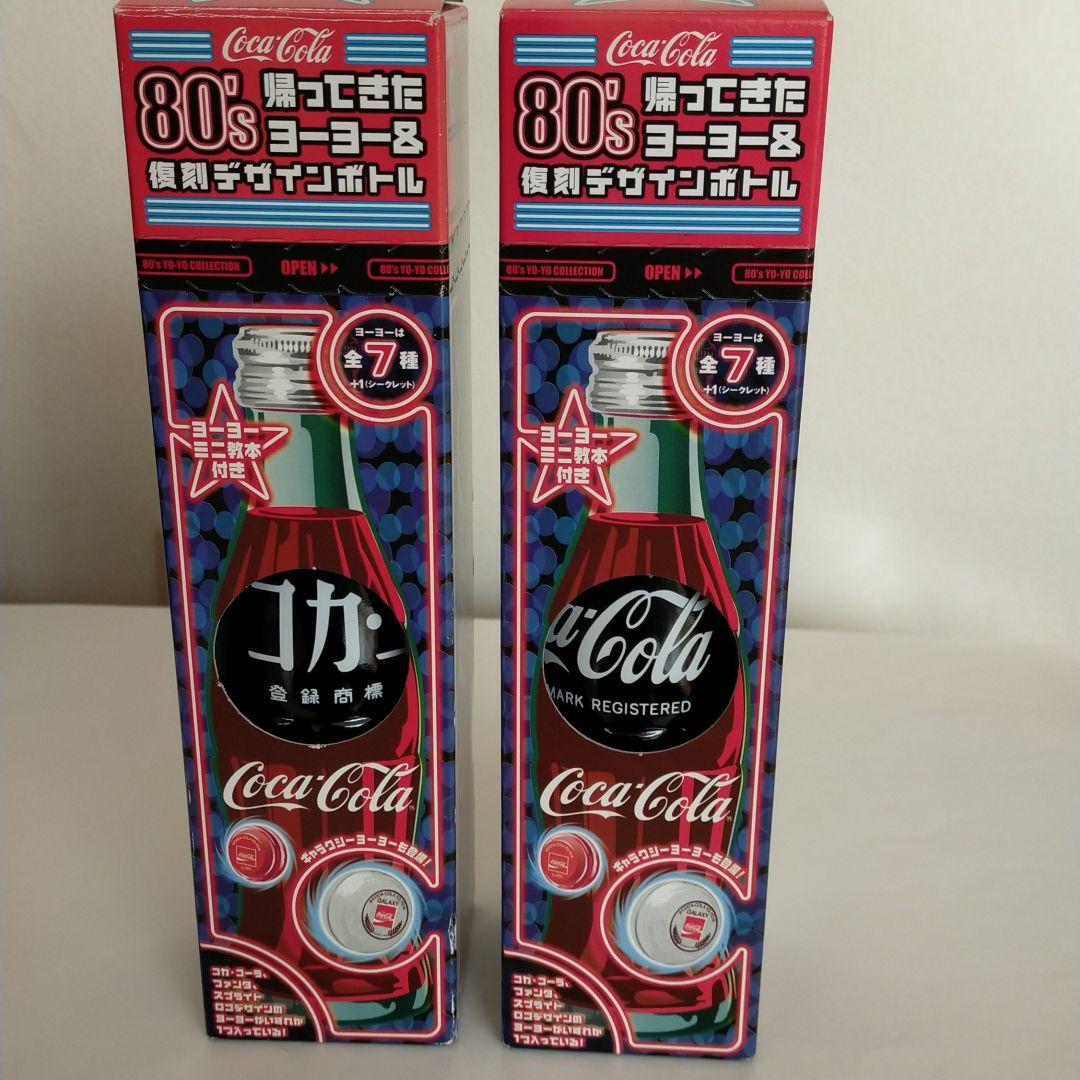 Coca-Cola
80's
帰ってきた
ヨーヨー&
復刻デザインボトル
80's YO-YO COLLECTION
OPEN
80's YO-YO COLL
ヨーヨーは
全7種
+1(シークレット)
ヨーヨー
ミニ教本
付き
コカ・
登録商標
Coca-Cola
ギャラクシーヨーヨーも登場!
GALAXY
コカ・コーラ、
ファンタ、
スプライト
ロゴデザインの
ヨーヨーがいずれか
1つ入っている!
Coca-Cola
80's
帰ってきた
ヨーヨー&
復刻デザインボトル
80's YO-YO COLLECTION
OPEN
80's YO-YO COLL
ヨーヨーは
全7種
+1(シークレット)
ヨーヨー
ミニ教本
付き
a-Cola
MARK REGISTERED
Coca-Cola
ギャラクシーヨーヨーも登場!
GALAXY
コカ・コーラ、
ファンタ、
スプライト
ロゴデザインの
ヨーヨーがいずれか
1つ入っている!